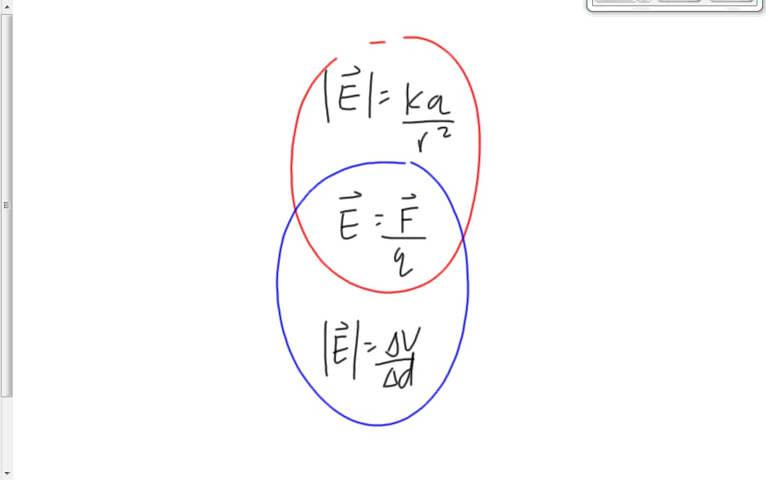 |E⃗| = kq/r²
E⃗ = F⃗/q
|E⃗| = ΔV/Δd